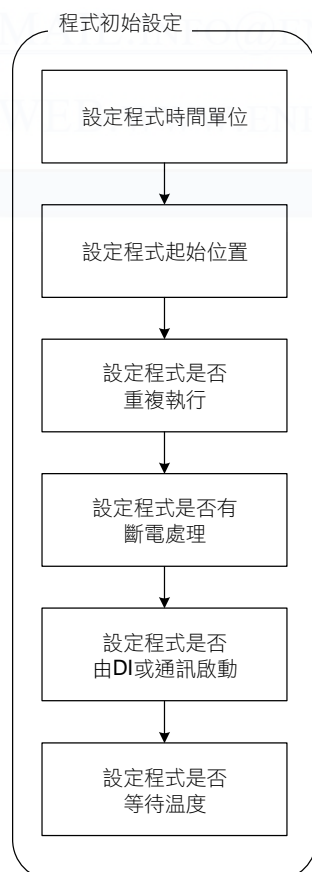 程式初始設定
設定程式時間單位
設定程式起始位置
設定程式是否
重複執行
設定程式是否有
斷電處理
設定程式是否
由DI或通訊啟動
設定程式是否
等待温度